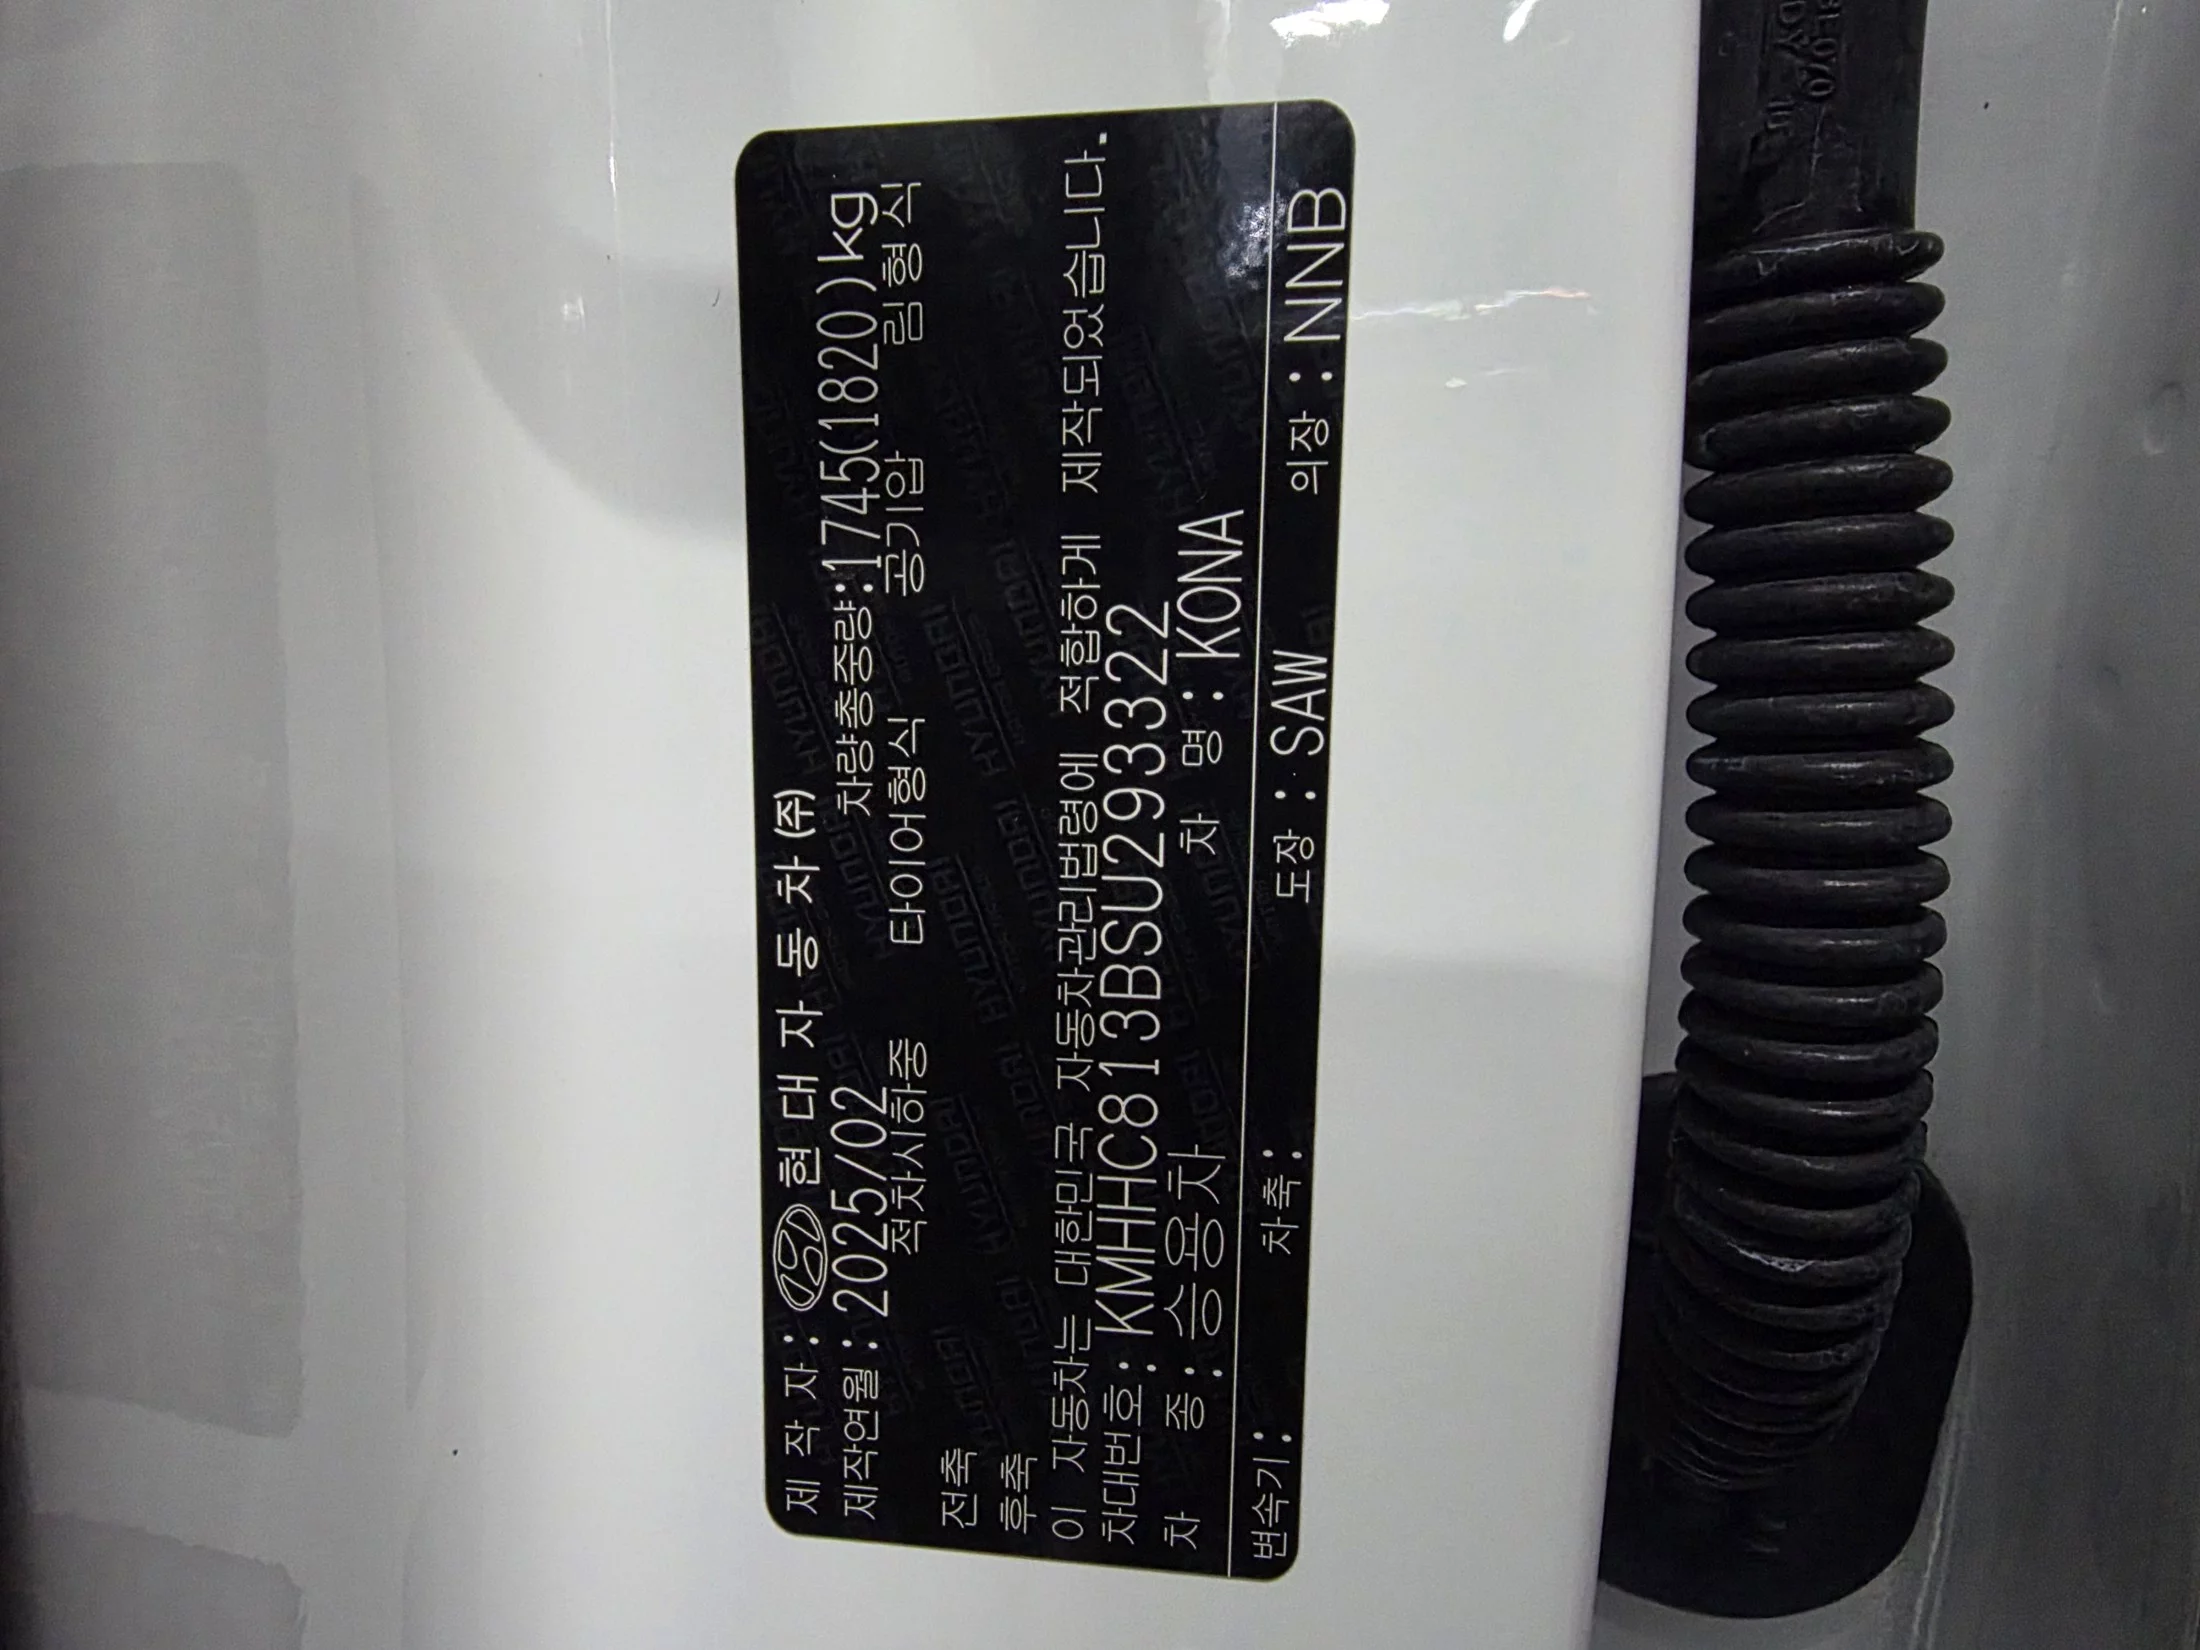 제 작 자 : 현 대 자 동 차 (주)
제작연월 : 2025/02 차량총중량 : 1745(1820)kg
적차시하중 타이어형식 공기압 림형식
전축
후축
이 자동차는 대한민국 자동차관리법령에 적합하게 제작되었습니다.
차대번호 : KMHHC813BSU293322
차 종 : 승용차 차 명 : KONA
변속기 : 차축 : 도장 : SAW 의장 : NNB